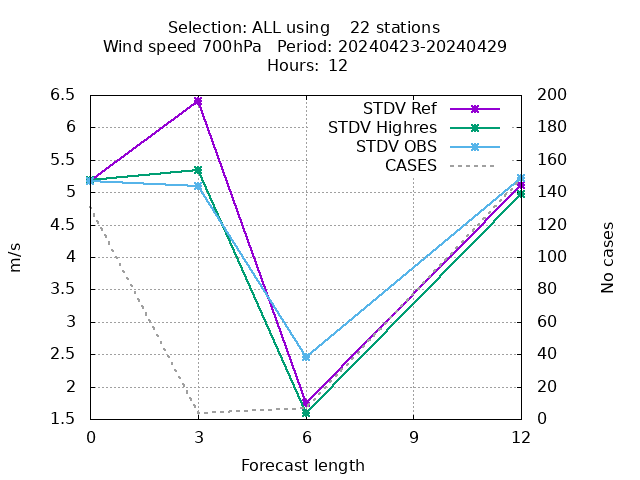 Selection: ALL using    22 stations
Wind speed 700hPa   Period: 20240423-20240429
Hours:  12
6.5
6
5.5
5
4.5
4
3.5
3
2.5
2
1.5
200
180
160
140
120
100
80
60
40
20
0
STDV Ref
STDV Highres
STDV OBS
CASES
m/s
No cases
0
3
6
9
12
Forecast length